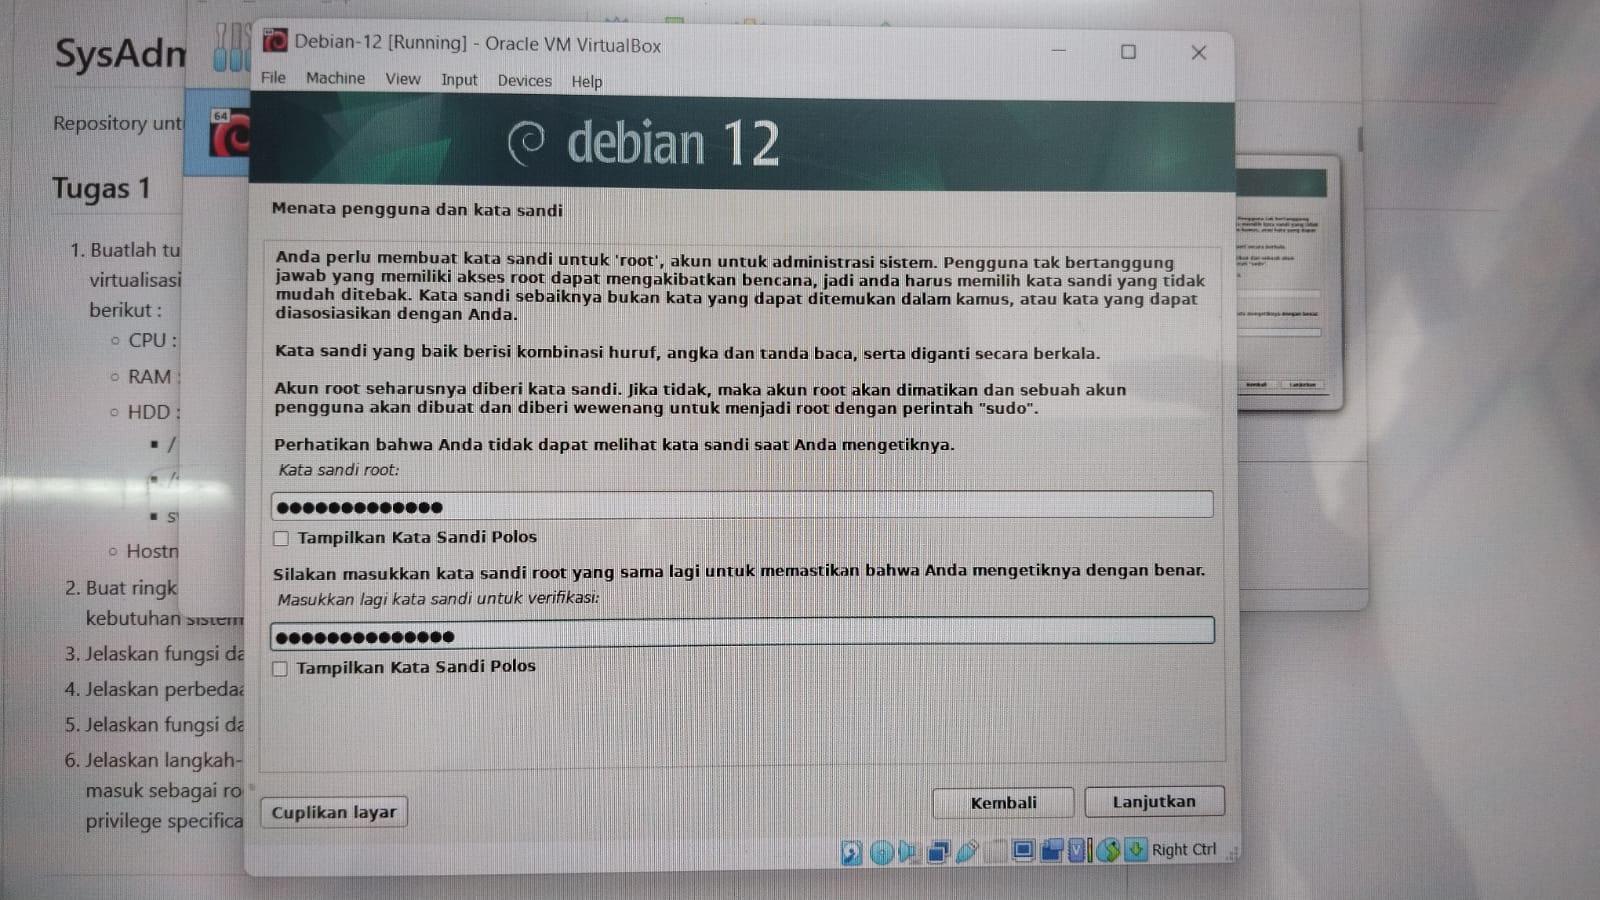 SysAdm
Repository unt
Tugas 1
1. Buatlah tu
virtualisasi
berikut :
CPU :
RAM :
HDD :
/
Hostn
2. Buat ringk
kebutuhan sistem
3. Jelaskan fungsi da
4. Jelaskan perbedaa
5. Jelaskan fungsi da
6. Jelaskan langkah-
masuk sebagai ro
privilege specifica
64
Debian-12 [Running] - Oracle VM VirtualBox
File Machine View Input Devices Help
debian 12
Menata pengguna dan kata sandi
Anda perlu membuat kata sandi untuk 'root', akun untuk administrasi sistem. Pengguna tak bertanggung
jawab yang memiliki akses root dapat mengakibatkan bencana, jadi anda harus memilih kata sandi yang tidak
mudah ditebak. Kata sandi sebaiknya bukan kata yang dapat ditemukan dalam kamus, atau kata yang dapat
diasosiasikan dengan Anda.
Kata sandi yang baik berisi kombinasi huruf, angka dan tanda baca, serta diganti secara berkala.
Akun root seharusnya diberi kata sandi. Jika tidak, maka akun root akan dimatikan dan sebuah akun
pengguna akan dibuat dan diberi wewenang untuk menjadi root dengan perintah "sudo".
Perhatikan bahwa Anda tidak dapat melihat kata sandi saat Anda mengetiknya.
Kata sandi root:
●●●●●●●●●●●●●
Tampilkan Kata Sandi Polos
Silakan masukkan kata sandi root yang sama lagi untuk memastikan bahwa Anda mengetiknya dengan benar.
Masukkan lagi kata sandi untuk verifikasi:
●●●●●●●●●●●●●●
Tampilkan Kata Sandi Polos
Cuplikan layar
Kembali
Lanjutkan
Right Ctrl